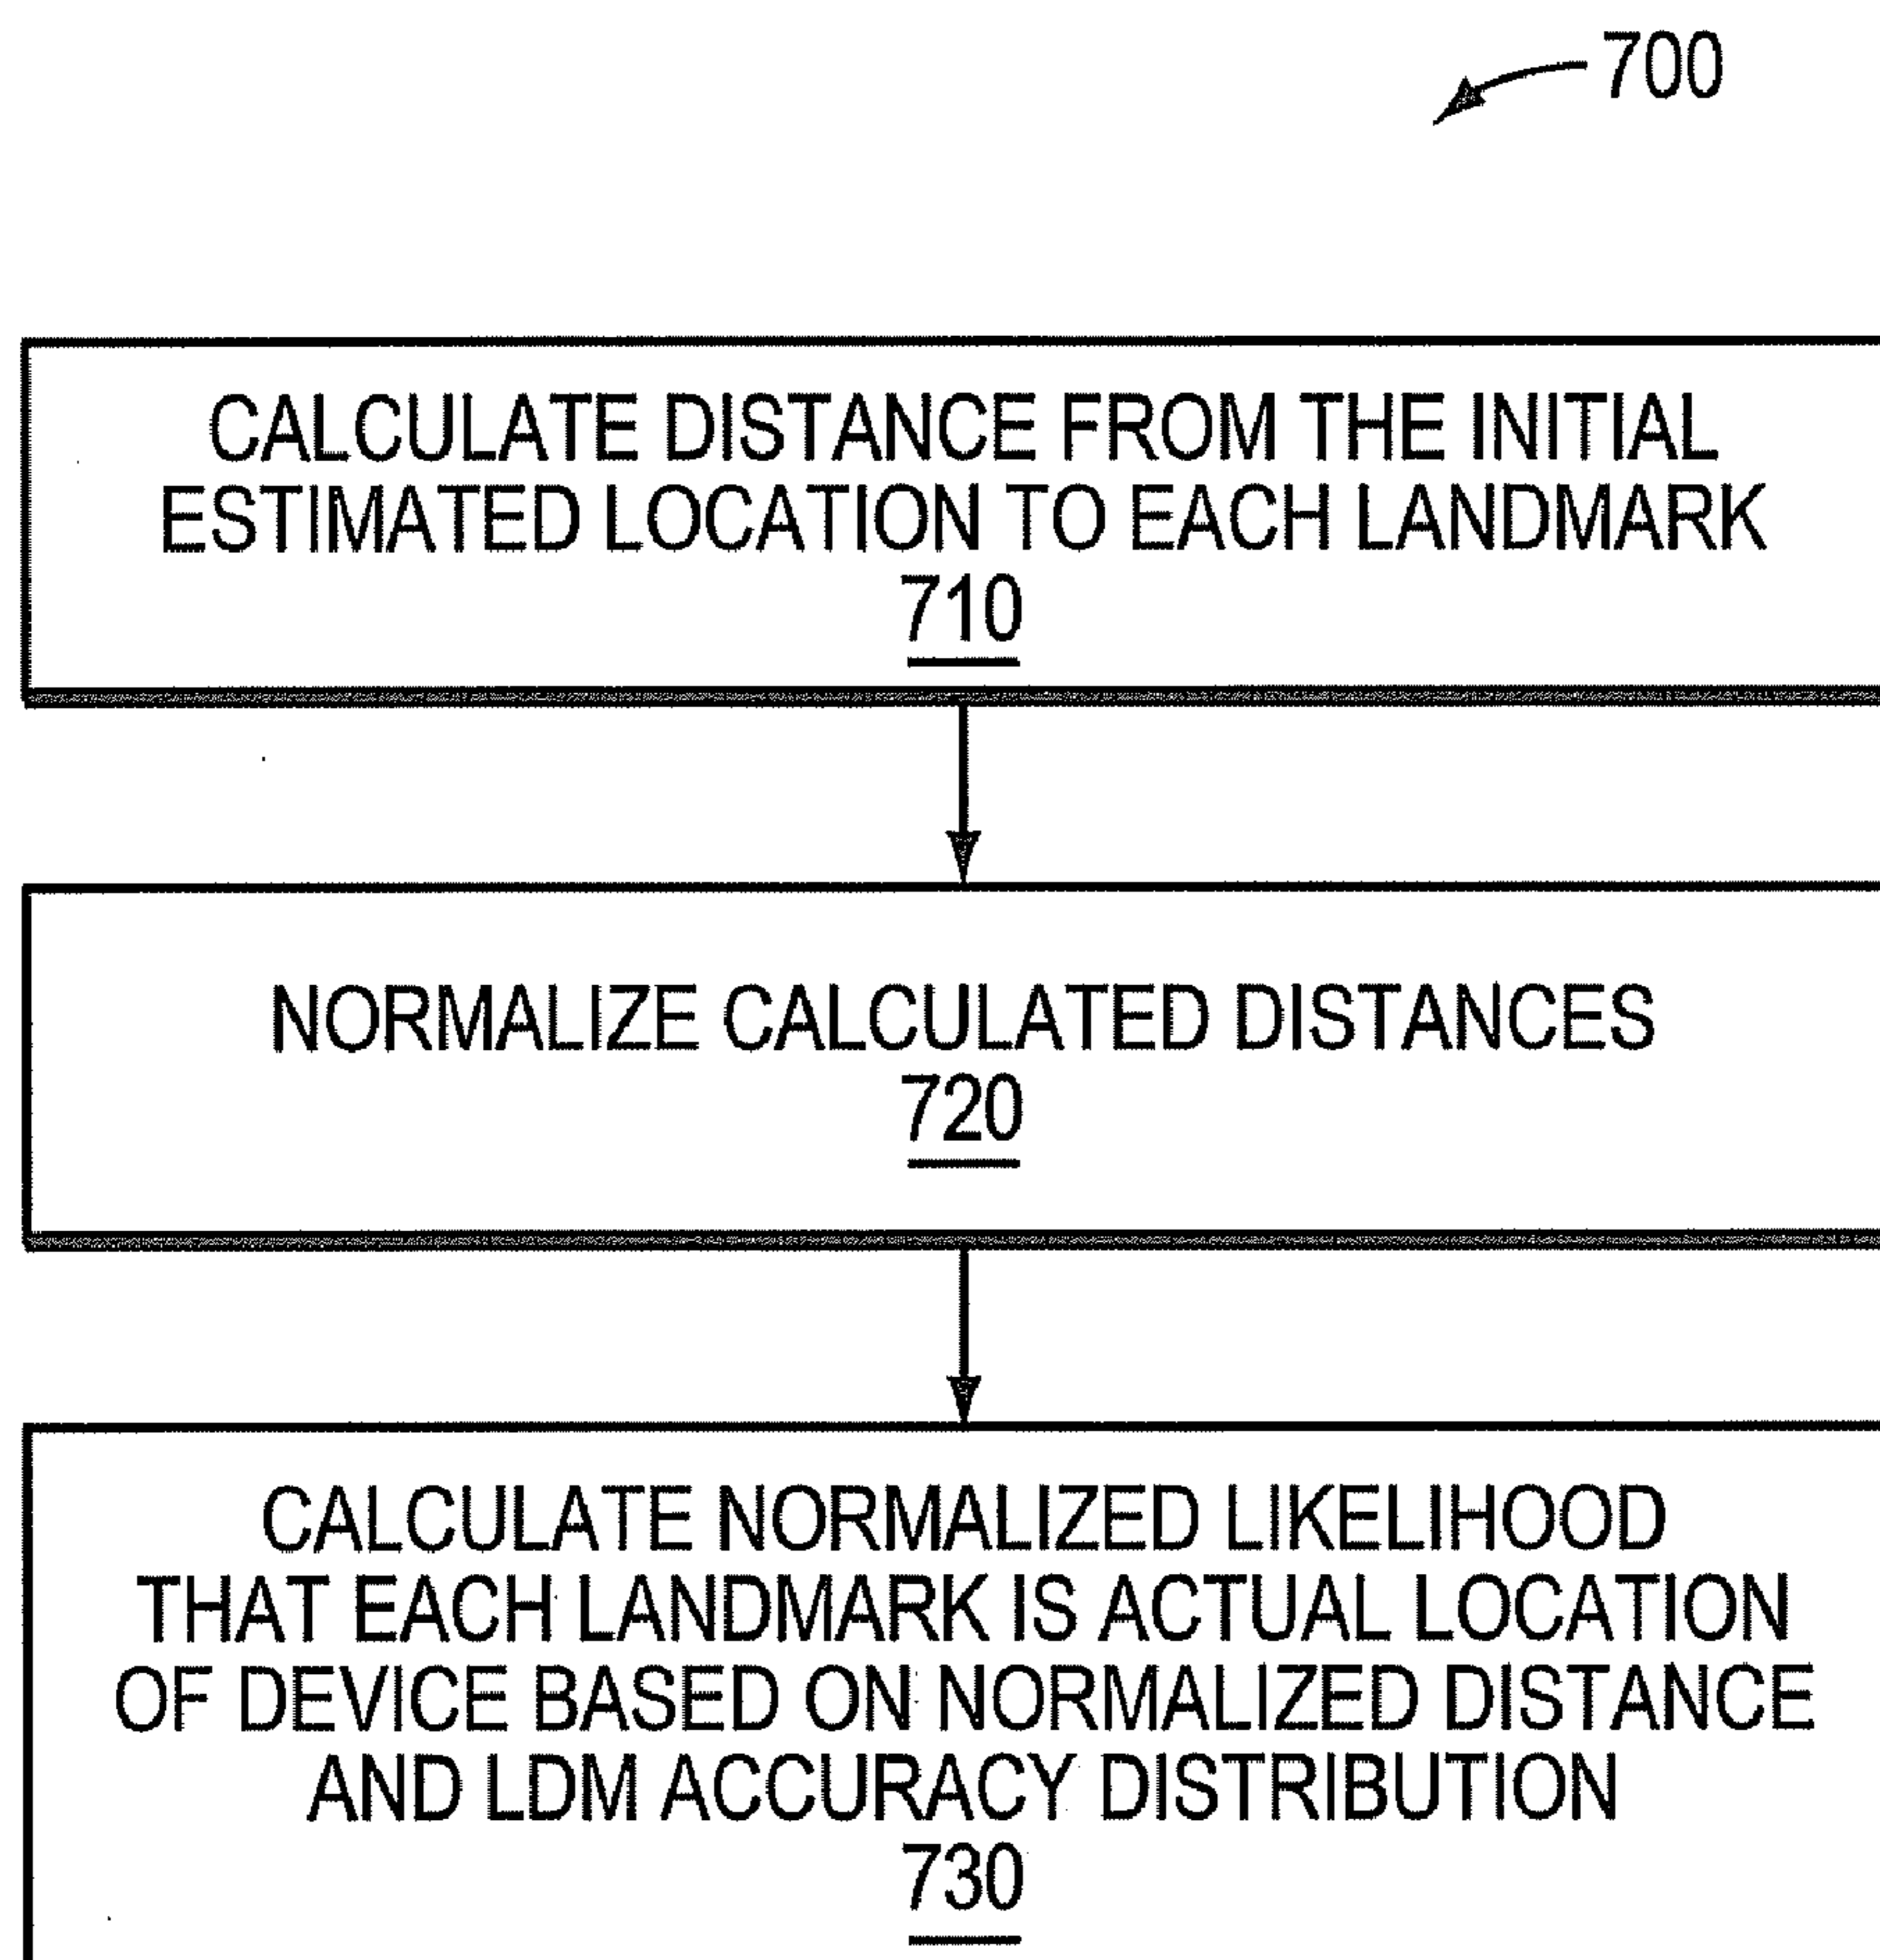 700
CALCULATE DISTANCE FROM THE INITIAL
ESTIMATED LOCATION TO EACH LANDMARK
710
NORMALIZE CALCULATED DISTANCES
720
CALCULATE NORMALIZED LIKELIHOOD
THAT EACH LANDMARK IS ACTUAL LOCATION
OF DEVICE BASED ON NORMALIZED DISTANCE
AND LDM ACCURACY DISTRIBUTION
730